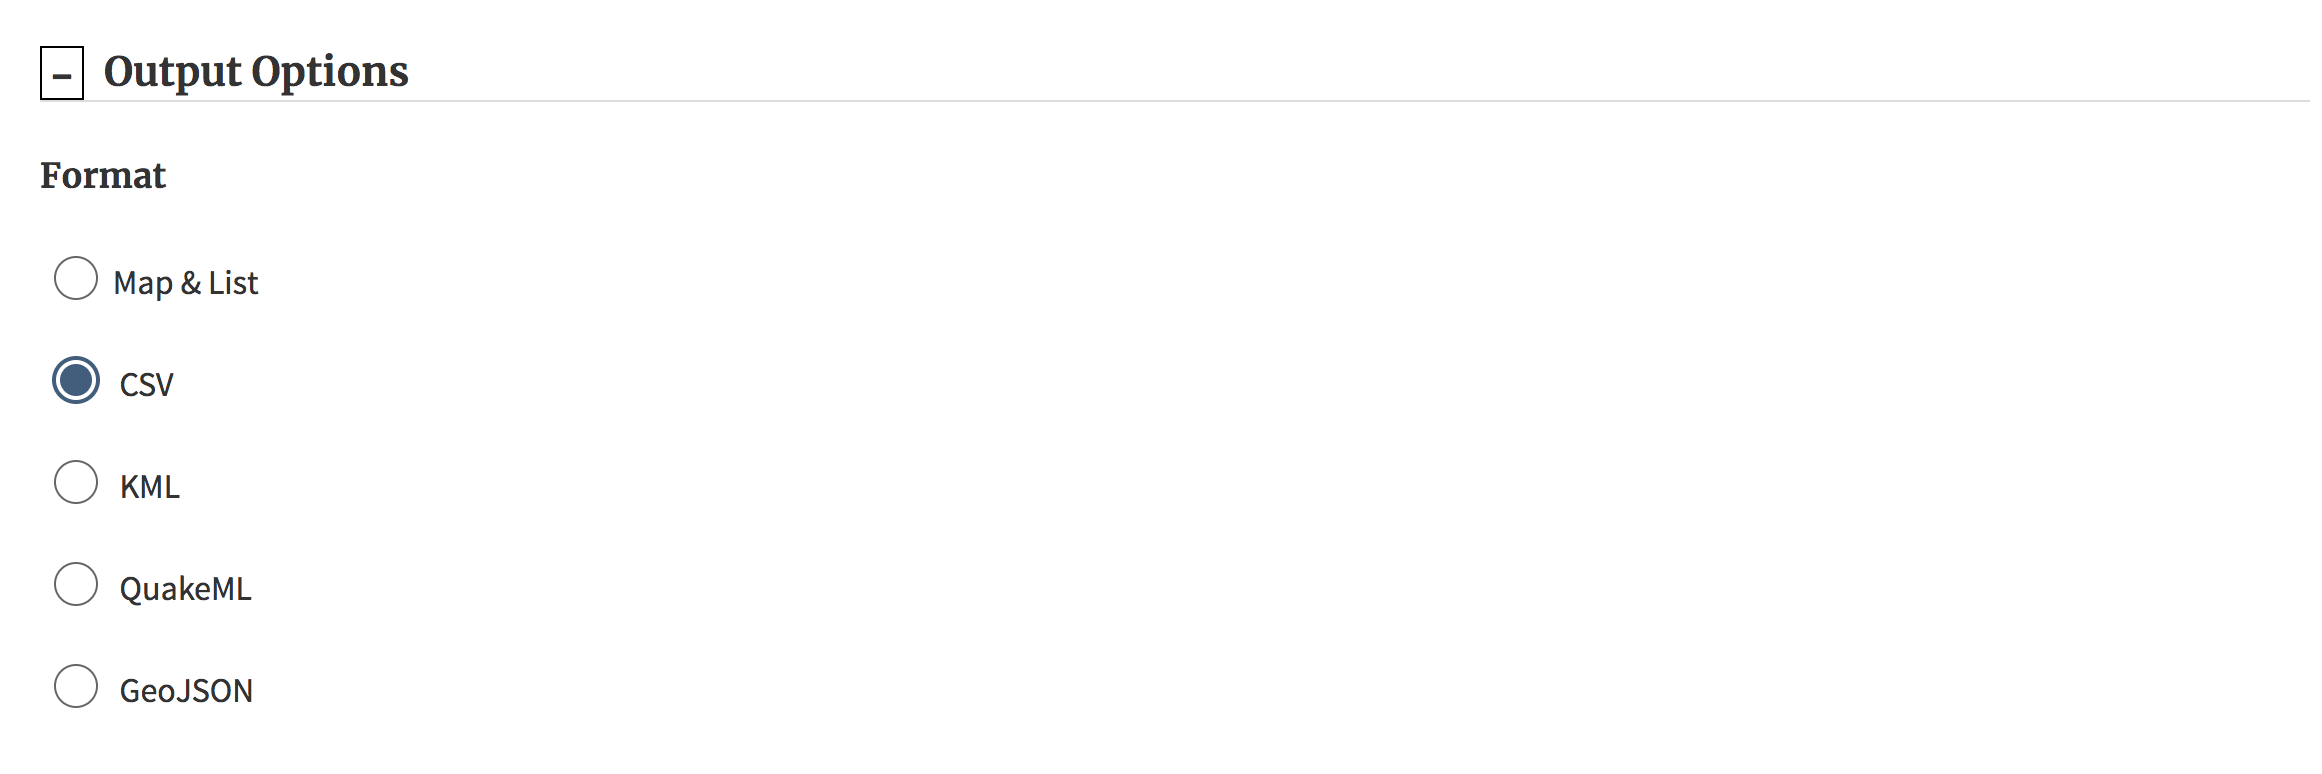 – Output Options
Format
Map & List
CSV
KML
QuakeML
GeoJSON